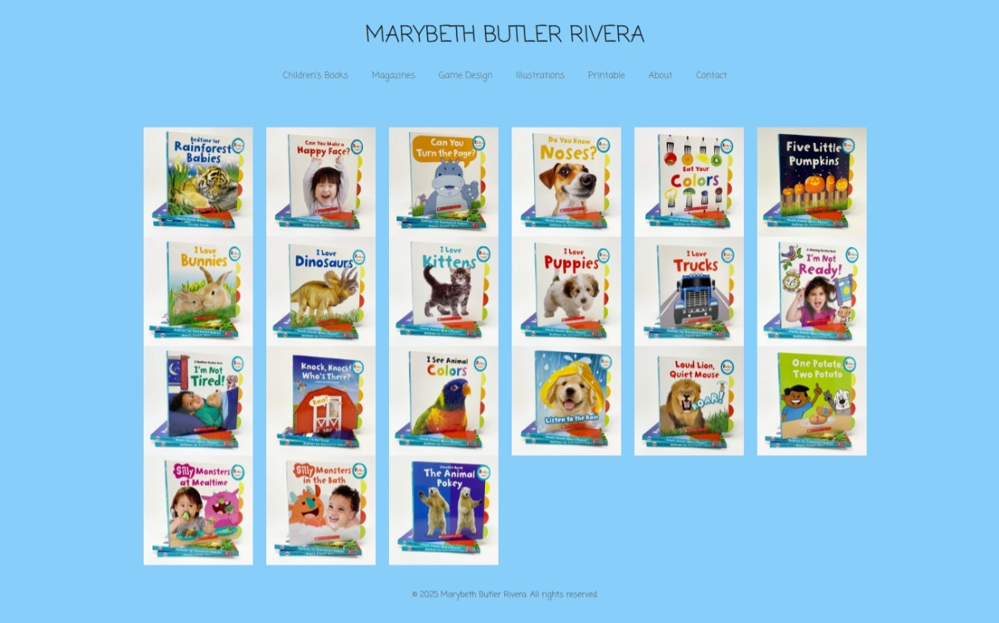 MARYBETH BUTLER RIVERA
Children's Books Magazines Game Design Illustrations Printable About Contact
Bedtime for
Rainforest
Babies
Can You Make a
Happy Face?
Can You
Turn the Page?
Do You Know
Noses?
Eat Your
Colors
Five Little
Pumpkins
I Love
Bunnies
I Love
Dinosaurs
I Love
Kittens
I Love
Puppies
I Love
Trucks
I'm Not
Ready!
I'm Not
Tired!
Knock, Knock!
Who's There?
Baa!
I See Animal
Colors
Listen to the Rain
Loud Lion,
Quiet Mouse
ROAR!
One Potato,
Two Potato
Silly Monsters
at Mealtime
Silly Monsters
in the Bath
The Animal
Pokey
© 2025 Marybeth Butler Rivera. All rights reserved.